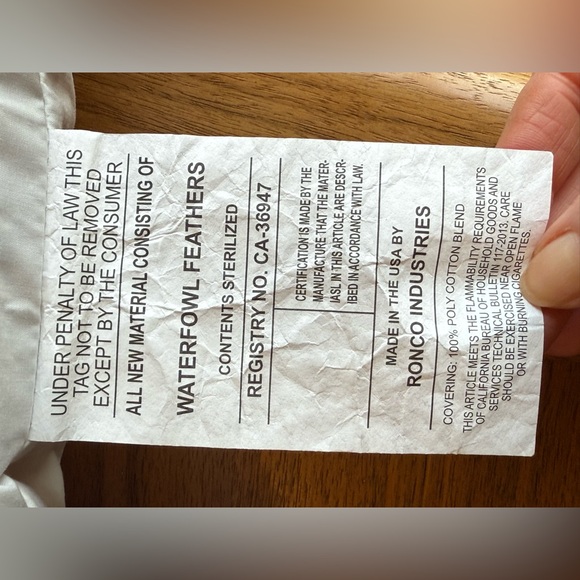 UNDER PENALTY OF LAW THIS
TAG NOT TO BE REMOVED
EXCEPT BY THE CONSUMER
ALL NEW MATERIAL CONSISTING OF
WATERFOWL FEATHERS
CONTENTS STERILIZED
REGISTRY NO. CA-36947
CERTIFICATION IS MADE BY THE
MANUFACTURE THAT THE MATER-
IASL IN THIS ARTICLE ARE DESCR-
IBED IN ACCORDANCE WITH LAW.
MADE IN THE USA BY
RONCO INDUSTRIES
COVERING: 100% POLY COTTON BLEND
THIS ARTICLE MEETS THE FLAMMABILITY REQUIREMENTS
OF CALIFORNIA BUREAU OF HOUSEHOLD GOODS AND
SERVICES TECHNICAL BULLETIN 117-2013. CARE
SHOULD BE EXERCISED NEAR OPEN FLAME
OR WITH BURNING CIGARETTES.